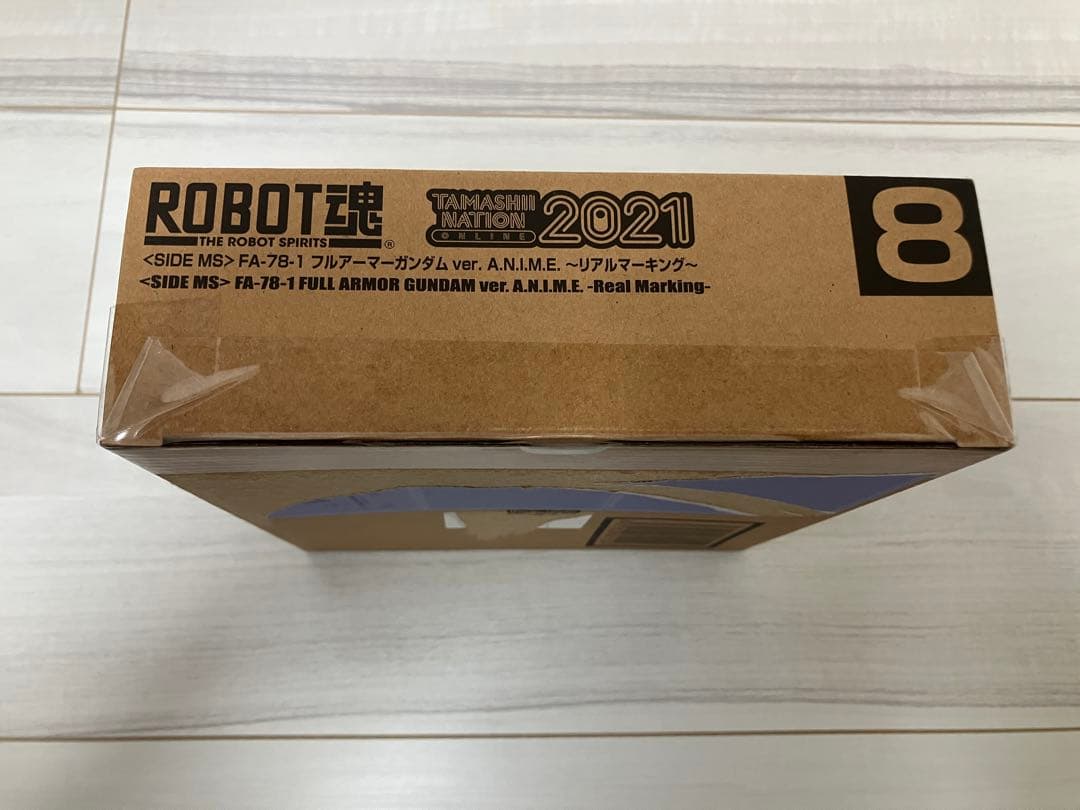 ROBOT魂
THE ROBOT SPIRITS ®
TAMASHII NATION ONLINE 2021
8
<SIDE MS> FA-78-1 フルアーマーガンダム ver. A.N.I.M.E. ～リアルマーキング～
<SIDE MS> FA-78-1 FULL ARMOR GUNDAM ver. A.N.I.M.E. -Real Marking-